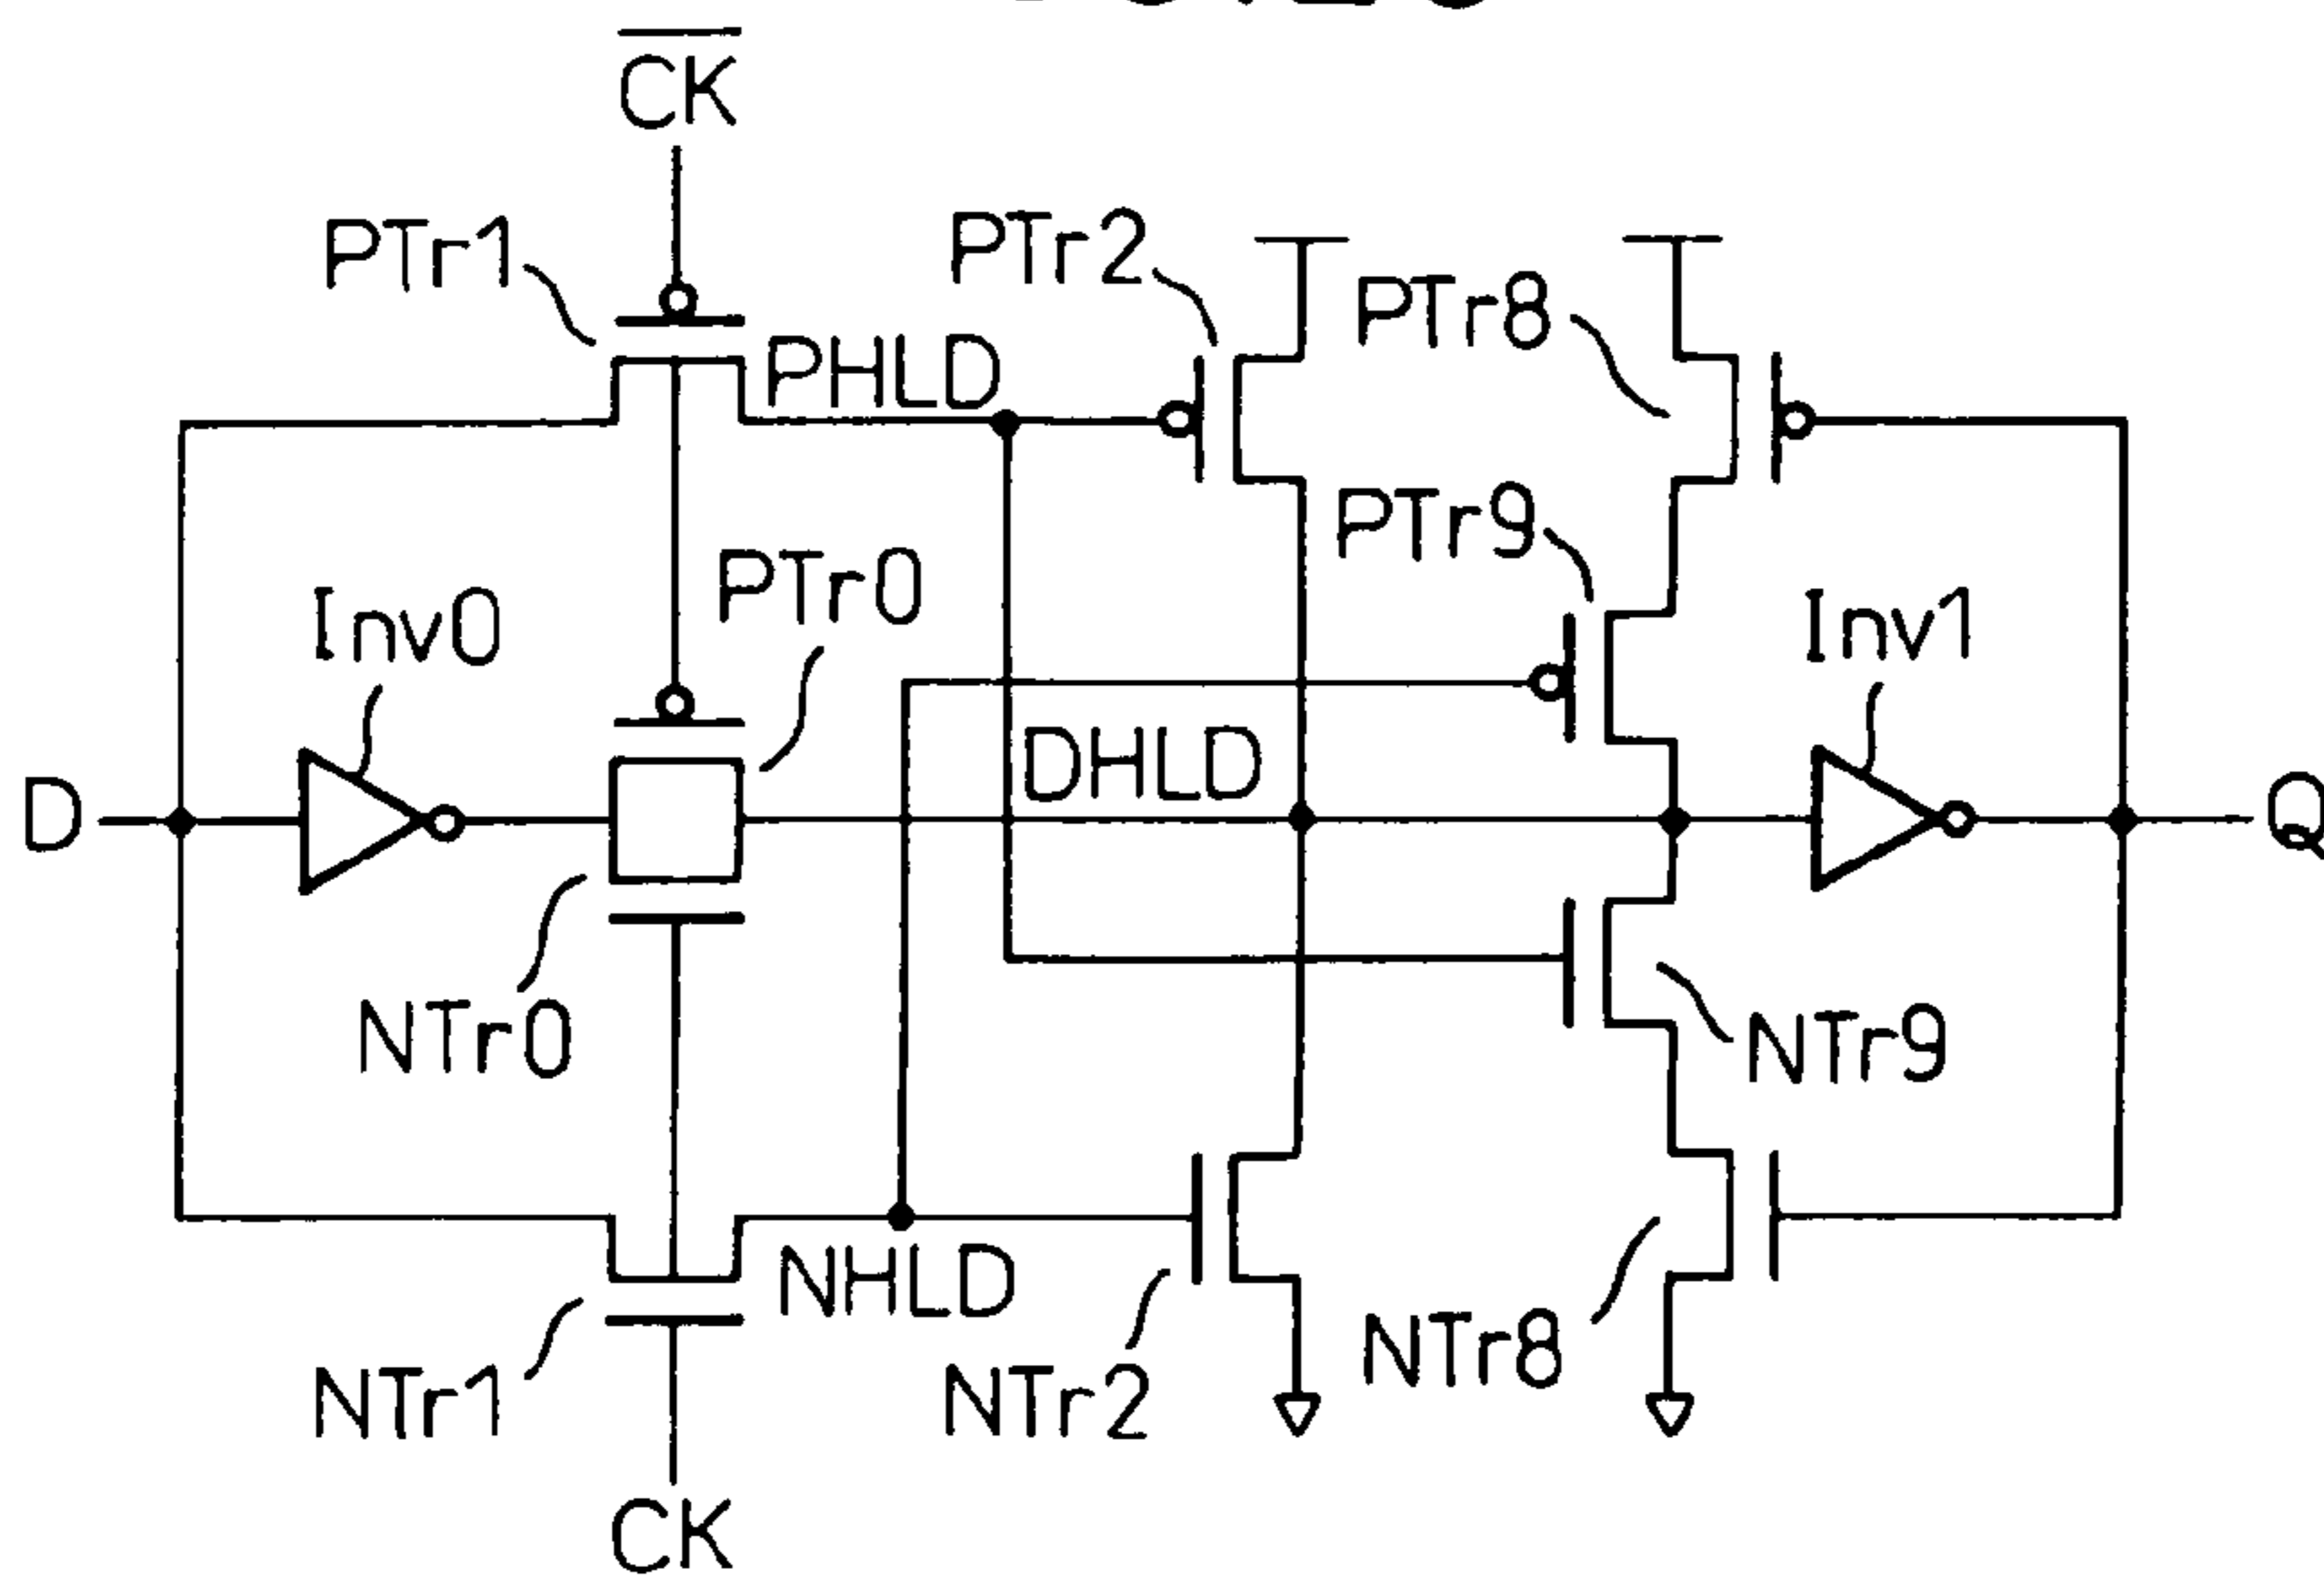 CK
PTr1
PTr2
PTr8
PHLD
PTr9
PTr0
Inv0
Inv1
DHLD
D
Q
NTr0
NTr9
NHLD
NTr1
NTr2
NTr8
CK